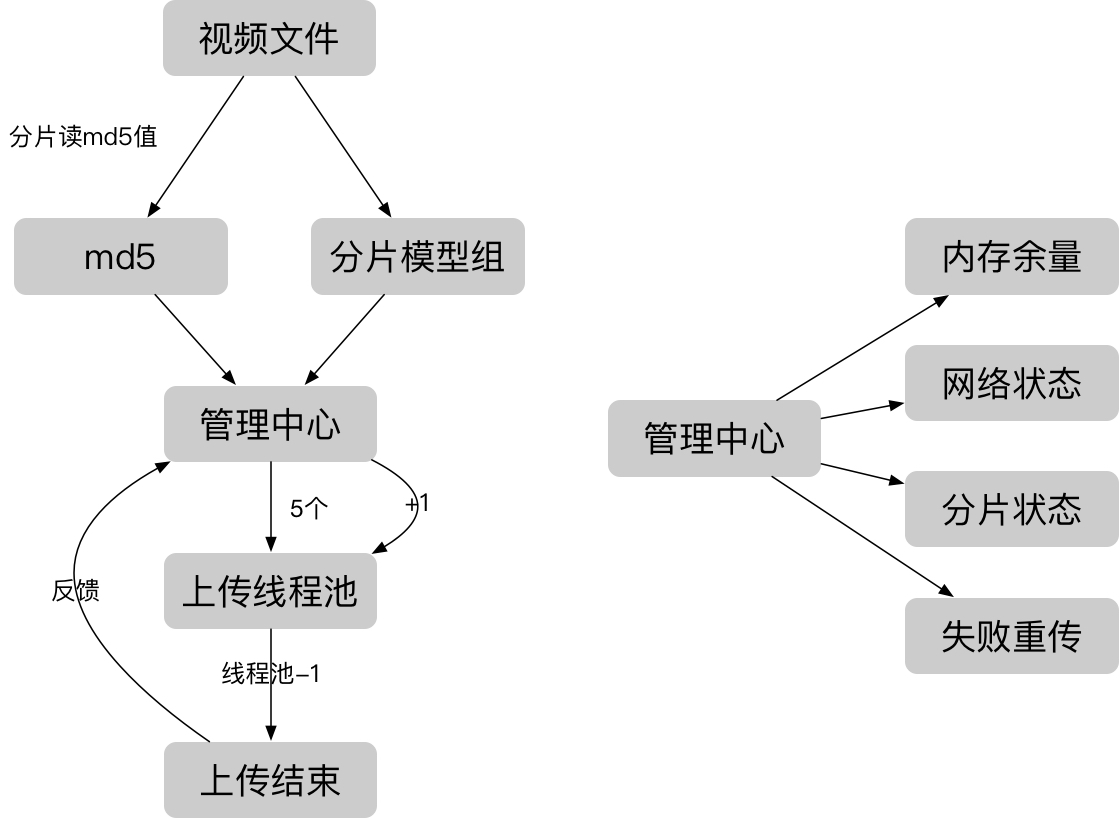 视频文件
分片读md5值
md5
分片模型组
管理中心
5个
+1
上传线程池
反馈
线程池-1
上传结束
管理中心
内存余量
网络状态
分片状态
失败重传